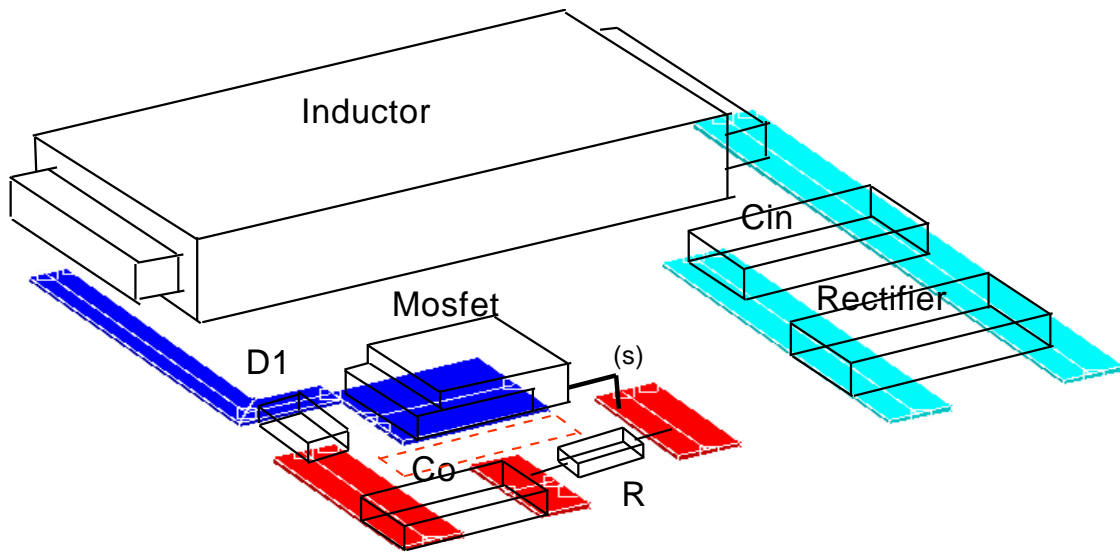 Inductor
Cin
Rectifier
Mosfet
(s)
D1
Co
R